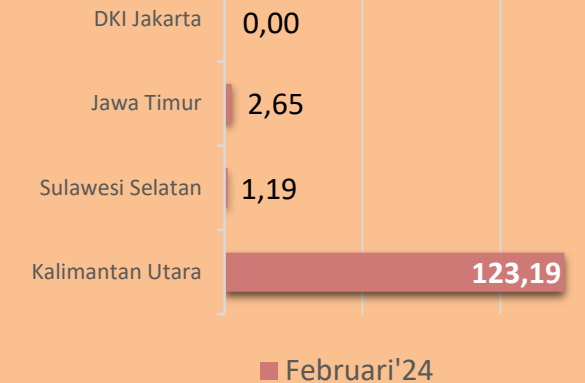 DKI Jakarta 0,00
Jawa Timur 2,65
Sulawesi Selatan 1,19
Kalimantan Utara 123,19
Februari'24